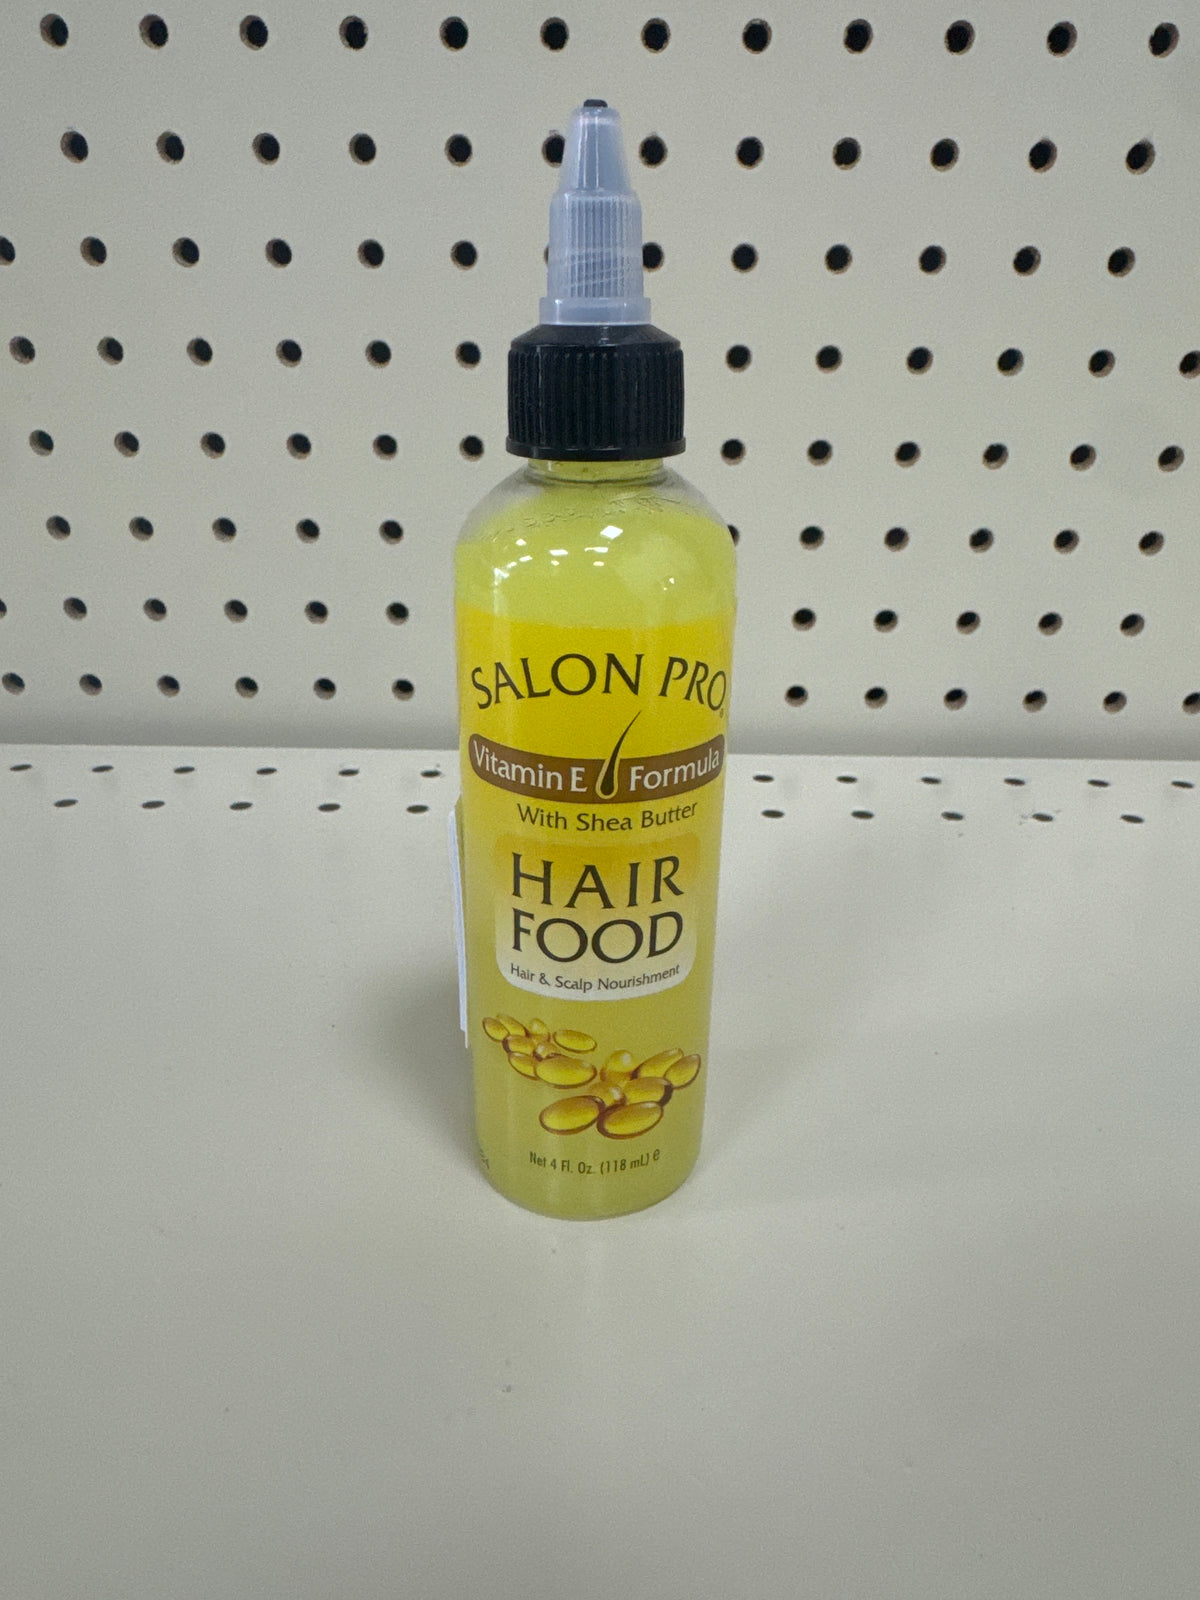 SALON PRO®
Vitamin E Formula
With Shea Butter
HAIR
FOOD
Hair & Scalp Nourishment
Net 4 Fl. Oz. (118 mL) e